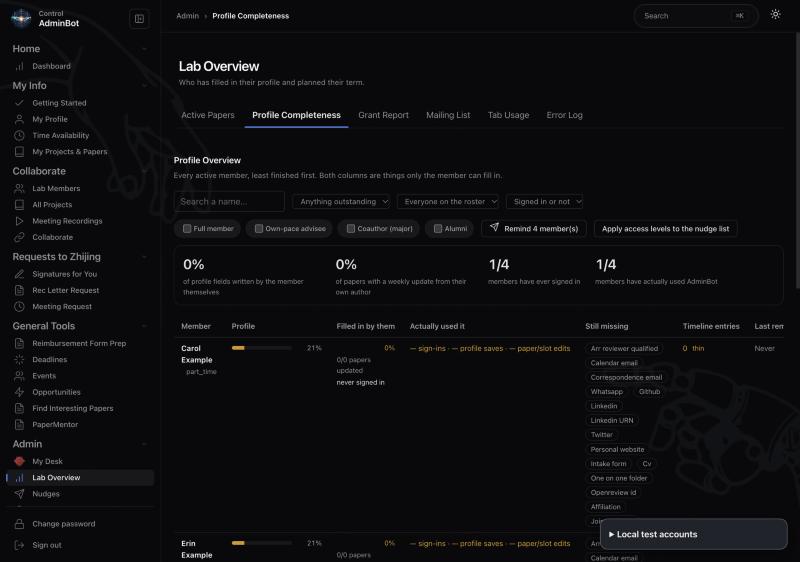 Control
AdminBot
Home
Dashboard
My Info
Getting Started
My Profile
Time Availability
My Projects & Papers
Collaborate
Lab Members
All Projects
Meeting Recordings
Collaborate
Requests to Zhijing
Signatures for You
Rec Letter Request
Meeting Request
General Tools
Reimbursement Form Prep
Deadlines
Events
Opportunities
Find Interesting Papers
PaperMentor
Admin
My Desk
Lab Overview
Nudges
Change password
Sign out
Admin › Profile Completeness
Search ⌘K
Lab Overview
Who has filled in their profile and planned their term.
Active Papers Profile Completeness Grant Report Mailing List Tab Usage Error Log
Profile Overview
Every active member, least finished first. Both columns are things only the member can fill in.
Search a name... Anything outstanding Everyone on the roster Signed in or not
Full member Own-pace advisee Coauthor (major) Alumni Remind 4 member(s) Apply access levels to the nudge list
0% 0% 1/4 1/4
of profile fields written by the member themselves
of papers with a weekly update from their own author
members have ever signed in
members have actually used AdminBot
Member Profile Filled in by them Actually used it Still missing Timeline entries Last rem
Carol Example
part_time
21%
0%
0/0 papers updated
never signed in
— sign-ins · — profile saves · — paper/slot edits
Arr reviewer qualified
Calendar email
Correspondence email
Whatsapp Github
Linkedin
Linkedin URN
Twitter
Personal website
Intake form Cv
One on one folder
Openreview id
Affiliation
0 thin
Never
Erin Example
21%
0%
0/0 papers
— sign-ins · — profile saves · — paper/slot edits
Calendar email
▶ Local test accounts